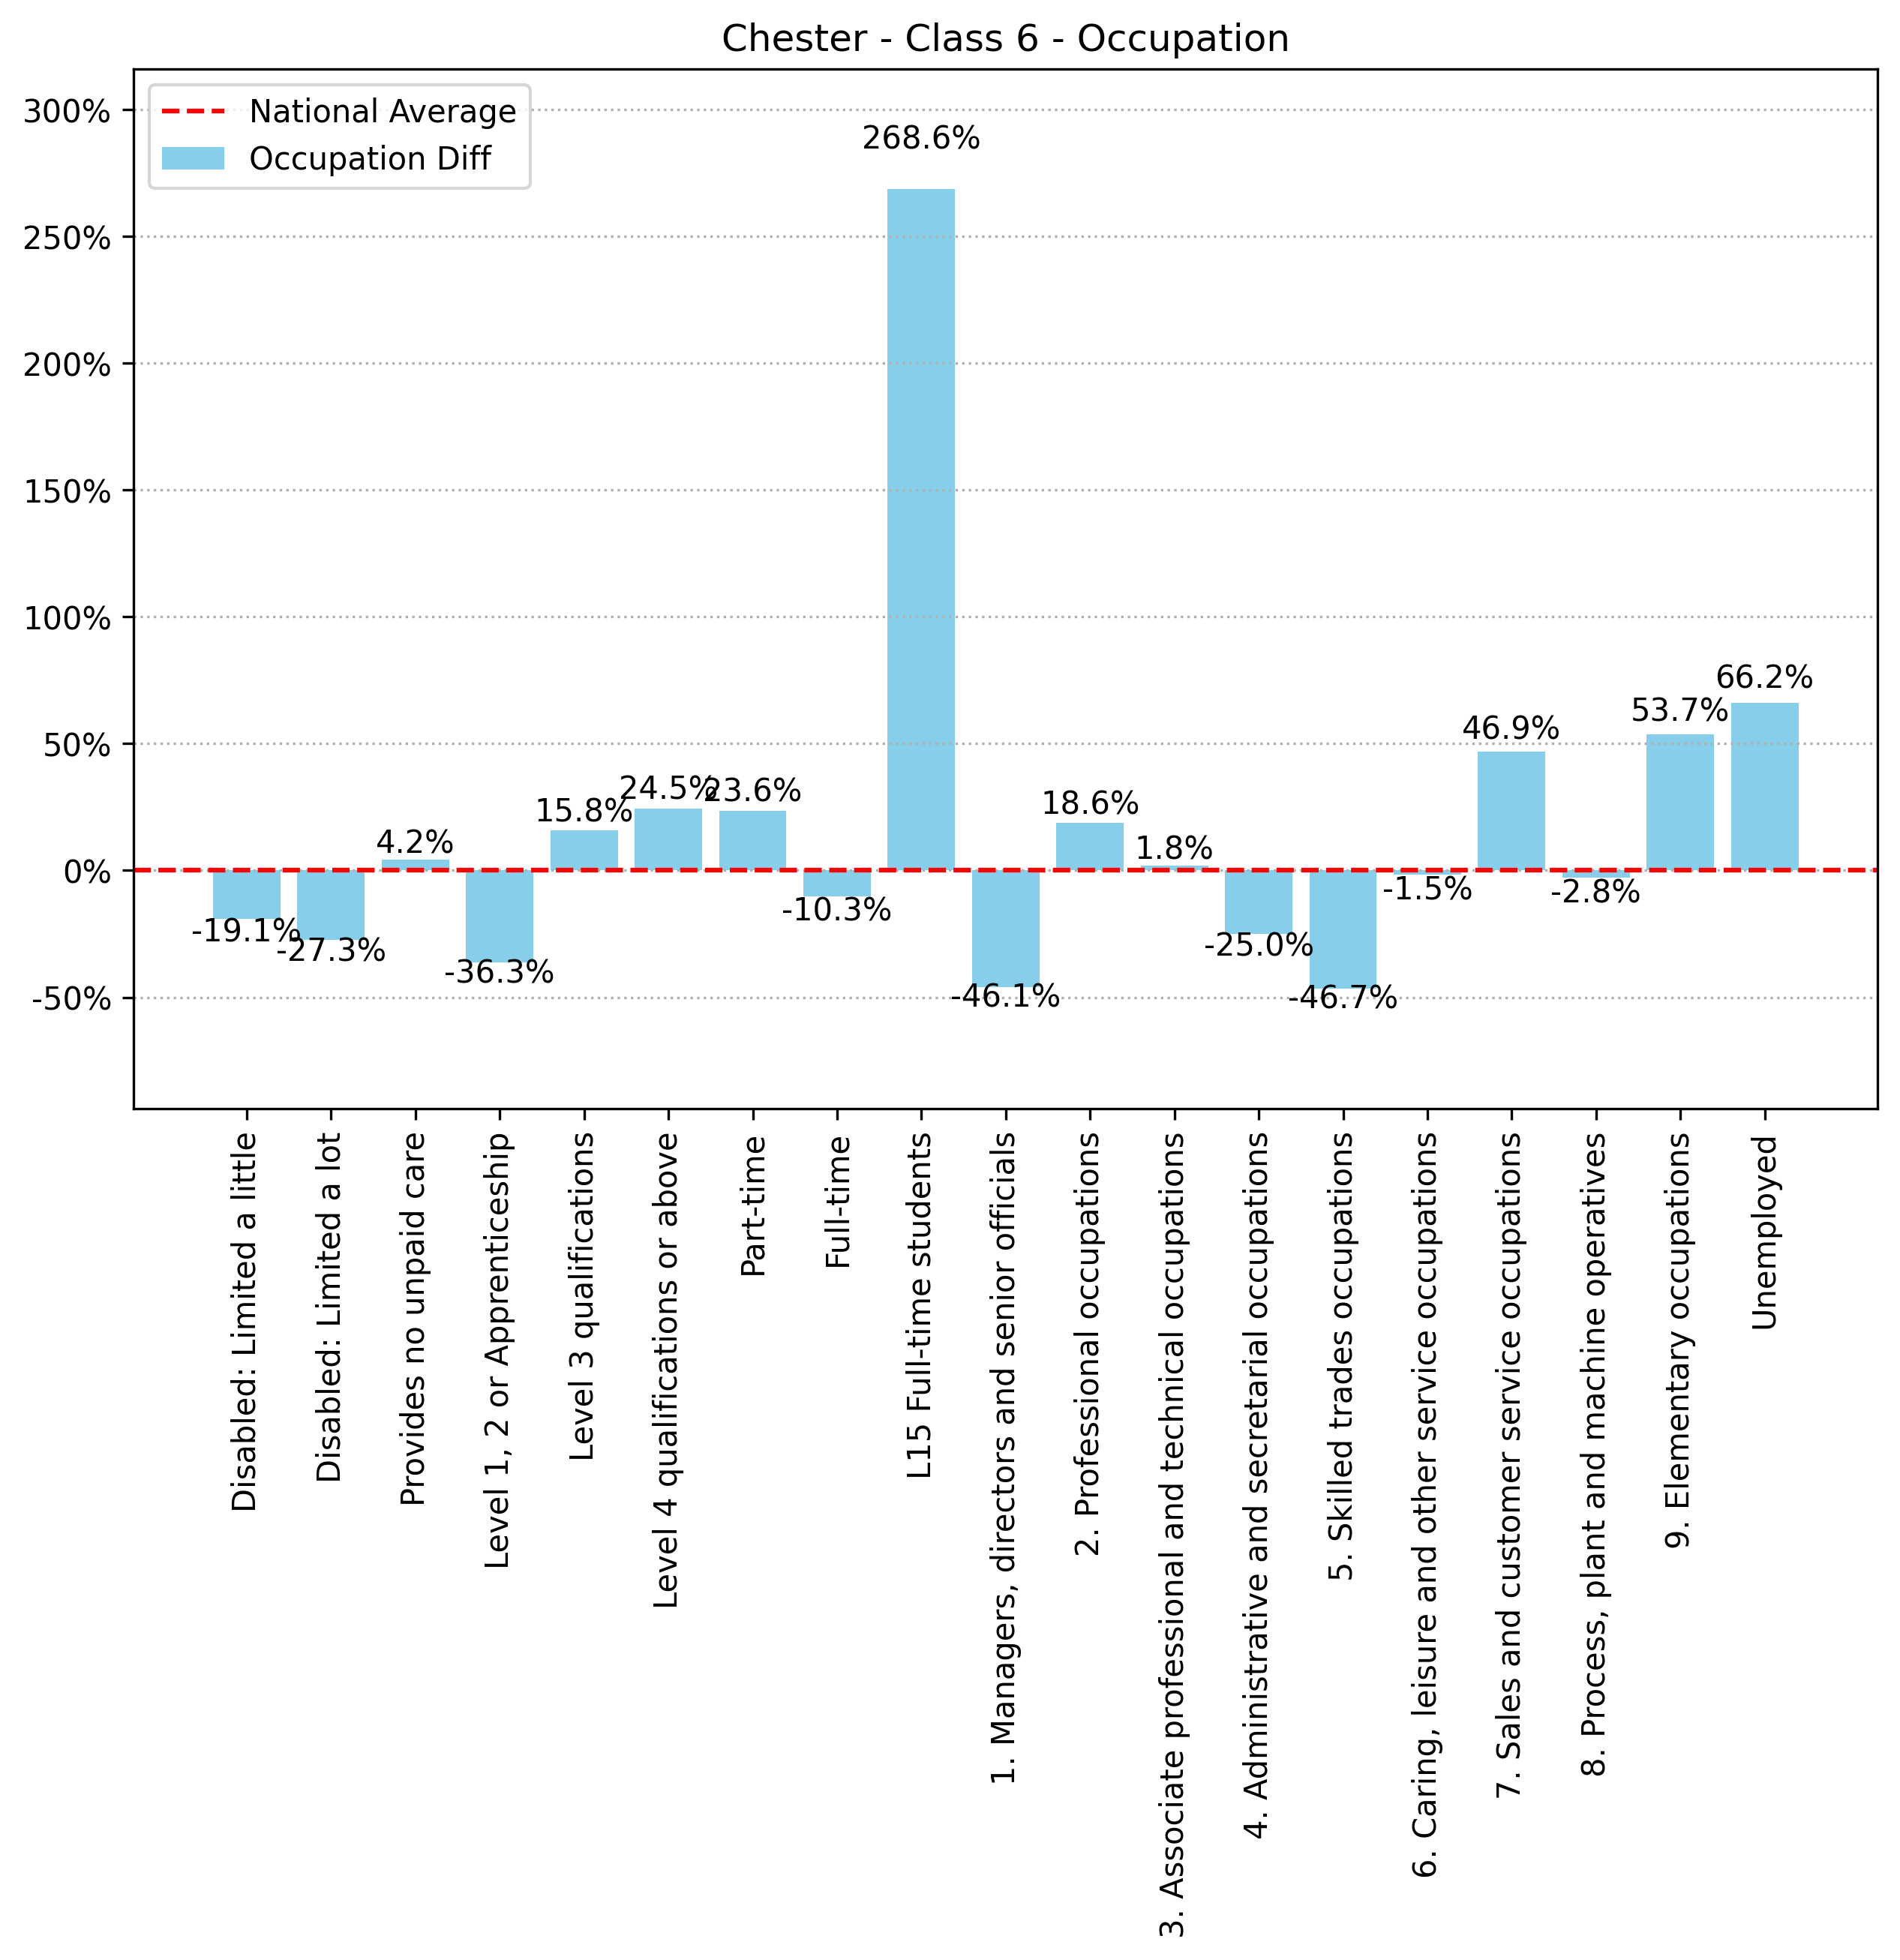 Chester - Class 6 - Occupation
National Average
Occupation Diff
300%
250%
200%
150%
100%
50%
0%
-50%
-19.1%
-27.3%
4.2%
-36.3%
15.8%
24.5%
23.6%
-10.3%
268.6%
-46.1%
18.6%
1.8%
-25.0%
-46.7%
-1.5%
46.9%
-2.8%
53.7%
66.2%
Disabled: Limited a little
Disabled: Limited a lot
Provides no unpaid care
Level 1, 2 or Apprenticeship
Level 3 qualifications
Level 4 qualifications or above
Part-time
Full-time
L15 Full-time students
1. Managers, directors and senior officials
2. Professional occupations
3. Associate professional and technical occupations
4. Administrative and secretarial occupations
5. Skilled trades occupations
6. Caring, leisure and other service occupations
7. Sales and customer service occupations
8. Process, plant and machine operatives
9. Elementary occupations
Unemployed